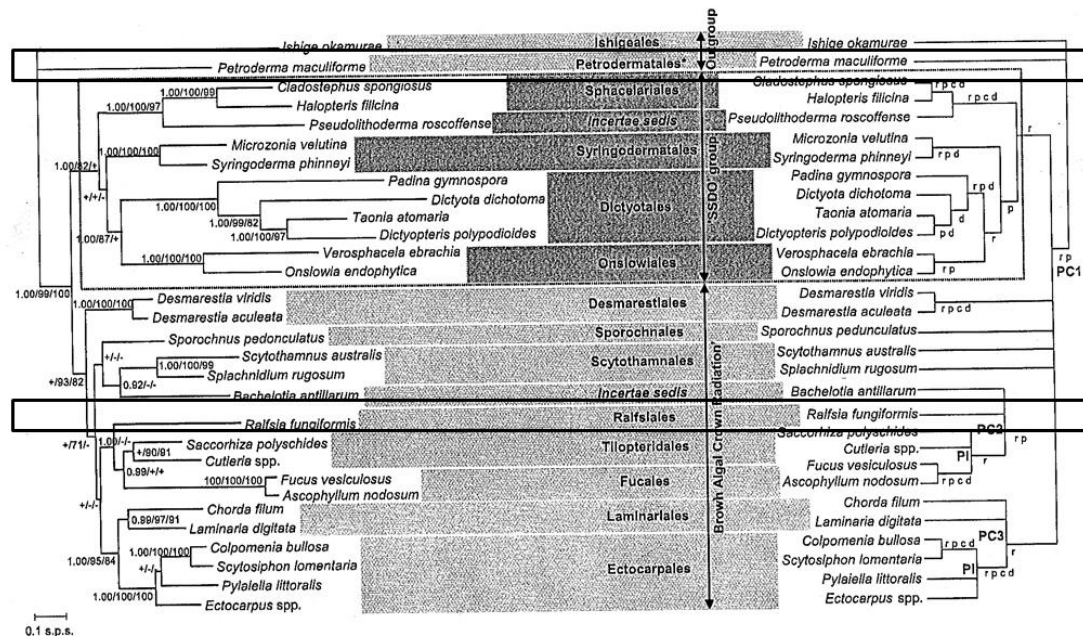 Ishige okamurae Ishigeales Ishige okamurae
Petroderma maculiforme Petrodermatales* Petroderma maculiforme
Outgroup
1.00/100/99 Cladostephus spongiosus Sphacelariales Cladostephus spongiosus
1.00/100/97 Halopteris filicina Halopteris filicina r p c d
Pseudolithoderma roscoffense Incertae sedis Pseudolithoderma roscoffense r p c d
1.00/82/+ 1.00/100/100 Microzonia velutina Syringodermatales Microzonia velutina r
Syringoderma phinneyi Syringoderma phinneyi r p d
+/+/- Padina gymnospora Padina gymnospora
1.00/100/100 Dictyota dichotoma Dictyotales Dictyota dichotoma r p d
1.00/99/82 Taonia atomaria Taonia atomaria d p
1.00/100/97 Dictyopteris polypodioides Dictyopteris polypodioides p d
"SSDO" group
1.00/87/+ 1.00/100/100 Verosphacela ebrachia Verosphacela ebrachia r
Onslowia endophytica Onslowiales Onslowia endophytica r p
r p
PC1
1.00/99/100
1.00/100/100 Desmarestia viridis Desmarestiales Desmarestia viridis
Desmarestia aculeata Desmarestia aculeata r p c d
Sporochnus pedonculatus Sporochnales Sporochnus pedunculatus
+/-/- 1.00/100/99 Scytothamnus australis Scytothamnales Scytothamnus australis
+/93/82 0.92/-/- Splachnidium rugosum Splachnidium rugosum
Bachelotia antillarum Incertae sedis Bachelotia antillarum
Brown Algal Crown Radiation"
Ralfsia fungiformis Ralfsiales Ralfsia fungiformis
+/71/- 1.00/-/- Saccorhiza polyschides Tilopteridales Saccorhiza polyschides PC2 r p
+/90/91 Cutleria spp. Cutleria spp. PI r
0.99/+/+ 100/100/100 Fucus vesiculosus Fucales Fucus vesiculosus
Ascophyllum nodosum Ascophyllum nodosum r p c d
+/-/- Chorda filum Laminariales Chorda filum
0.99/97/91 Laminaria digitata Laminaria digitata PC3
1.00/95/84 1.00/100/100 Colpomenia bullosa Colpomenia bullosa r p c d r
+/-/- Scytosiphon lomentaria Ectocarpales Scytosiphon lomentaria PI
Pylaiella littoralis Pylaiella littoralis r p c d
1.00/100/100 Ectocarpus spp. Ectocarpus spp.
0.1 s.p.s.